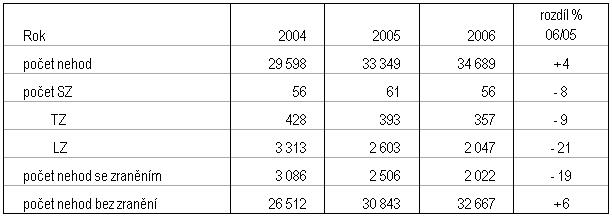 rozdíl %
Rok 2004 2005 2006 06/05
počet nehod 29 598 33 349 34 689 +4
počet SZ 56 61 56 - 8
TZ 428 393 357 - 9
LZ 3 313 2 603 2 047 - 21
počet nehod se zraněním 3 086 2 506 2 022 - 19
počet nehod bez zranění 26 512 30 843 32 667 +6